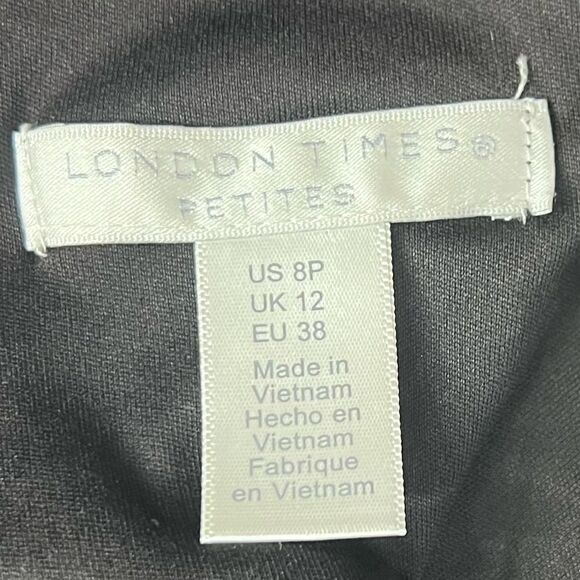 LONDON TIMES®
PETITES
US 8P
UK 12
EU 38
Made in
Vietnam
Hecho en
Vietnam
Fabrique
en Vietnam